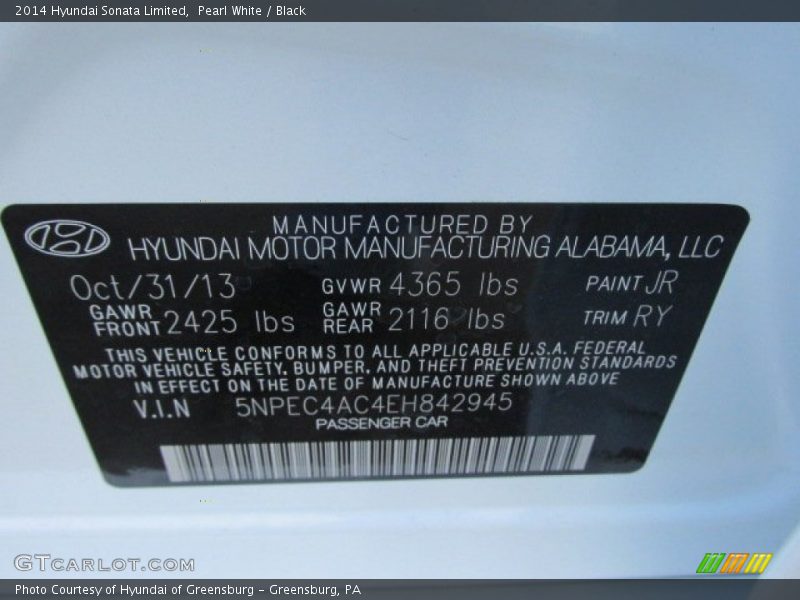 2014 Hyundai Sonata Limited,  Pearl White / Black
MANUFACTURED BY
HYUNDAI MOTOR MANUFACTURING ALABAMA, LLC
Oct/31/13 GVWR 4365 lbs PAINT JR
GAWR FRONT 2425 lbs GAWR REAR 2116 lbs TRIM RY
THIS VEHICLE CONFORMS TO ALL APPLICABLE U.S.A. FEDERAL
MOTOR VEHICLE SAFETY, BUMPER, AND THEFT PREVENTION STANDARDS
IN EFFECT ON THE DATE OF MANUFACTURE SHOWN ABOVE
V.I.N 5NPEC4AC4EH842945
PASSENGER CAR
GTCARLOT.COM
Photo Courtesy of Hyundai of Greensburg – Greensburg, PA